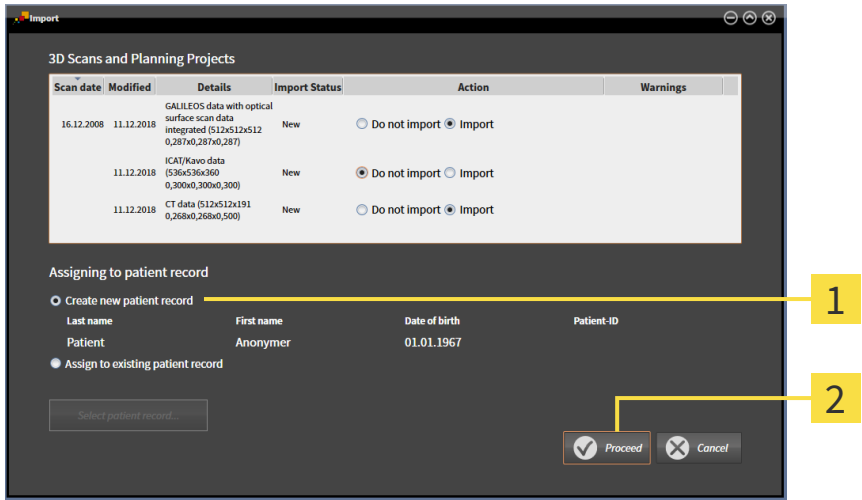 Import
3D Scans and Planning Projects
Scan date Modified Details Import Status Action Warnings
16.12.2008 11.12.2018 GALILEOS data with optical
surface scan data
integrated (512x512x512
0,287x0,287x0,287) New Do not import Import
11.12.2018 ICAT/Kavo data
(536x536x360
0,300x0,300x0,300) New Do not import Import
11.12.2018 CT data (512x512x191
0,268x0,268x0,500) New Do not import Import
Assigning to patient record
Create new patient record
1
Last name First name Date of birth Patient-ID
Patient Anonymer 01.01.1967
Assign to existing patient record
2
Select patient record...
Proceed Cancel